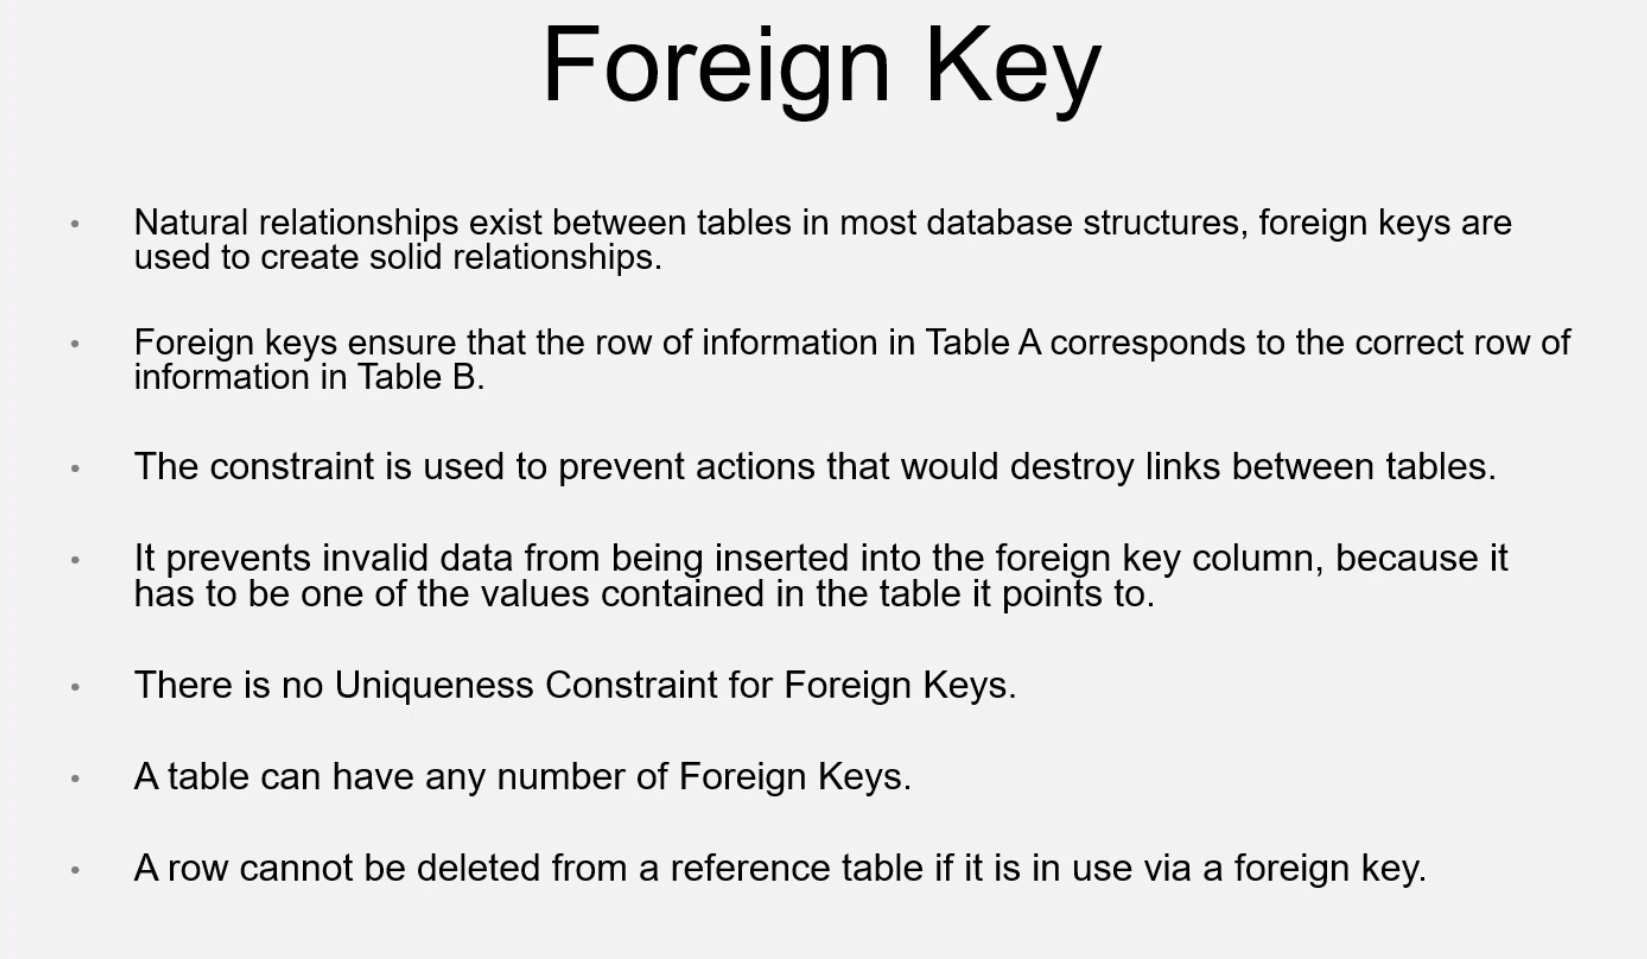 Foreign Key
• Natural relationships exist between tables in most database structures, foreign keys are
used to create solid relationships.
• Foreign keys ensure that the row of information in Table A corresponds to the correct row of
information in Table B.
• The constraint is used to prevent actions that would destroy links between tables.
• It prevents invalid data from being inserted into the foreign key column, because it
has to be one of the values contained in the table it points to.
• There is no Uniqueness Constraint for Foreign Keys.
• A table can have any number of Foreign Keys.
• A row cannot be deleted from a reference table if it is in use via a foreign key.